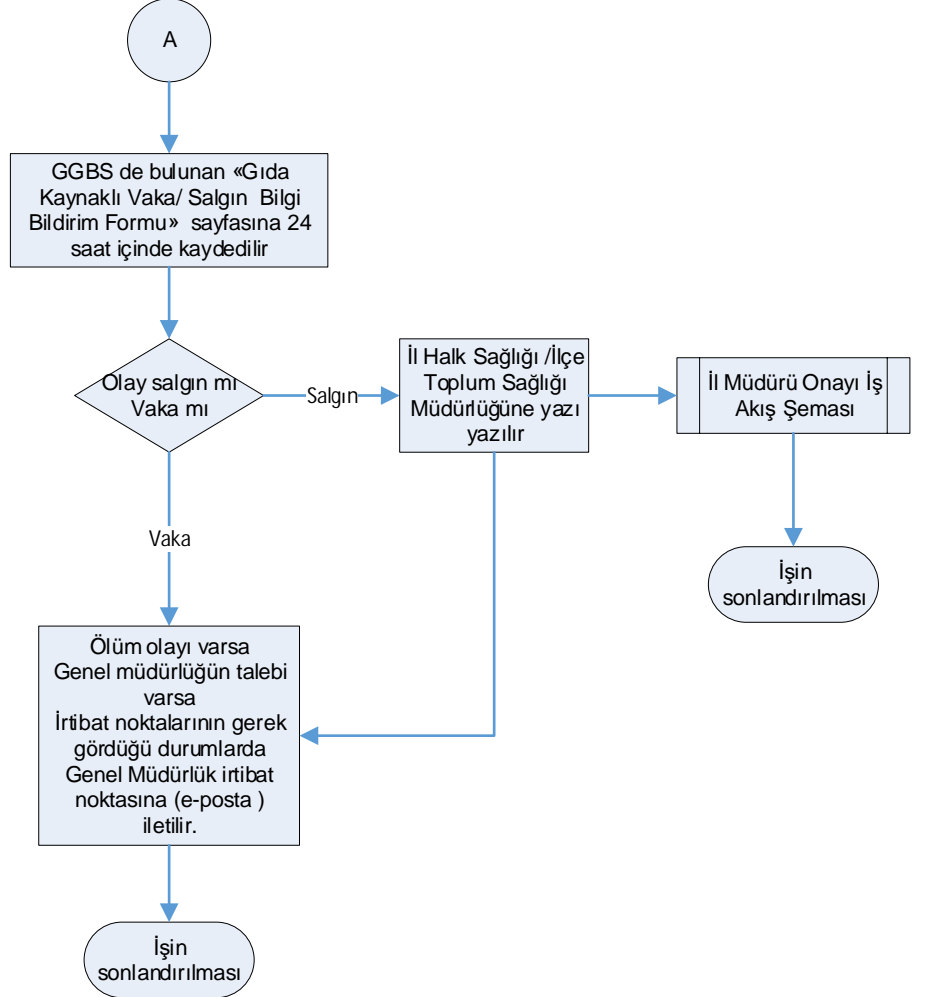 A
GGBS de bulunan «Gıda
Kaynaklı Vaka/ Salgın Bilgi
Bildirim Formu» sayfasına 24
saat içinde kaydedilir
Olay salgın mı
Vaka mı
Salgın
İl Halk Sağlığı /İlçe
Toplum Sağlığı
Müdürlüğüne yazı
yazılır
İl Müdürü Onayı İş
Akış Şeması
İşin
sonlandırılması
Vaka
Ölüm olayı varsa
Genel müdürlüğün talebi
varsa
İrtibat noktalarının gerek
gördüğü durumlarda
Genel Müdürlük irtibat
noktasına (e-posta )
iletilir.
İşin
sonlandırılması